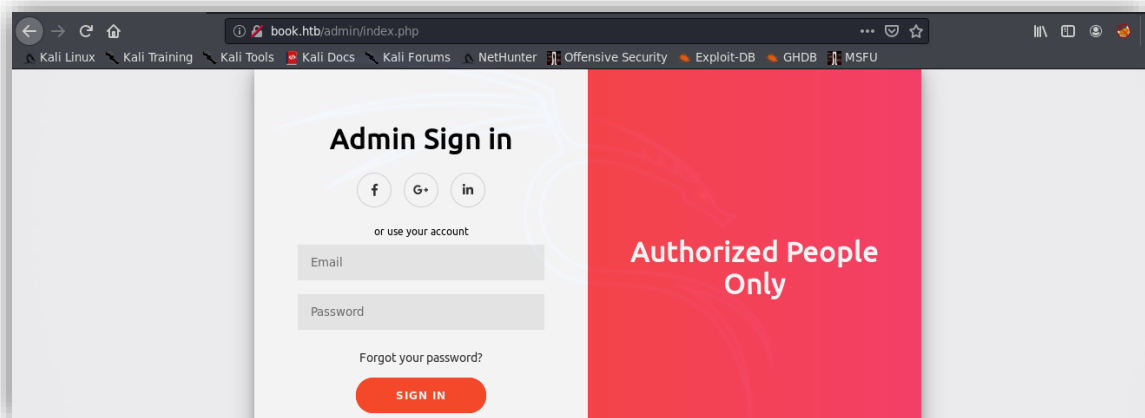 book.htb/admin/index.php
Kali Linux Kali Training Kali Tools Kali Docs Kali Forums NetHunter Offensive Security Exploit-DB GHDB MSFU
Admin Sign in
f G+ in
or use your account
Email
Password
Forgot your password?
SIGN IN
Authorized People
Only